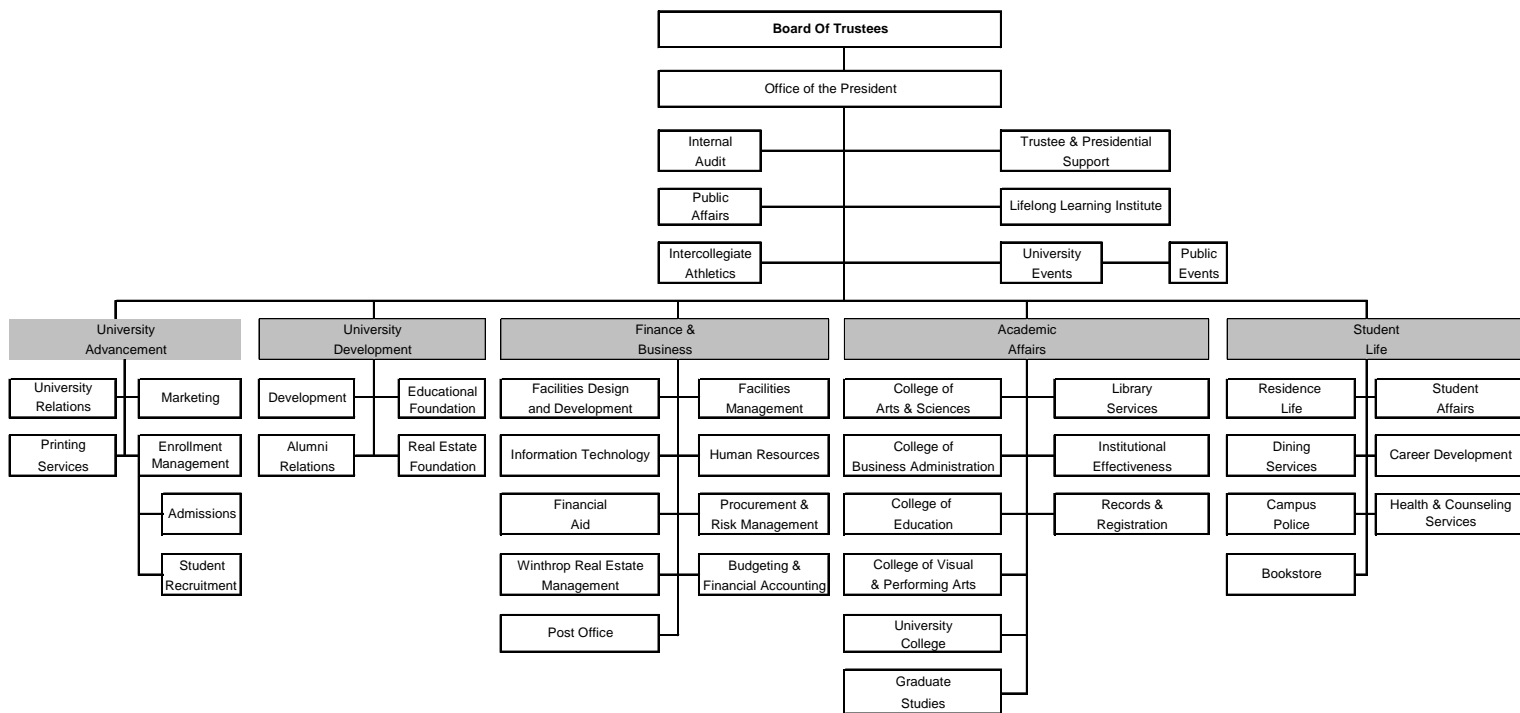 Board Of Trustees
Office of the President
Internal
Audit
Trustee & Presidential
Support
Public
Affairs
Lifelong Learning Institute
Intercollegiate
Athletics
University
Events
Public
Events
University
Advancement
University
Development
Finance &
Business
Academic
Affairs
Student
Life
University
Relations
Marketing
Printing
Services
Enrollment
Management
Admissions
Student
Recruitment
Development
Educational
Foundation
Alumni
Relations
Real Estate
Foundation
Facilities Design
and Development
Facilities
Management
Information Technology
Human Resources
Financial
Aid
Procurement &
Risk Management
Winthrop Real Estate
Management
Budgeting &
Financial Accounting
Post Office
College of
Arts & Sciences
Library
Services
College of
Business Administration
Institutional
Effectiveness
College of
Education
Records &
Registration
College of Visual
& Performing Arts
University
College
Graduate
Studies
Residence
Life
Student
Affairs
Dining
Services
Career Development
Campus
Police
Health & Counseling
Services
Bookstore